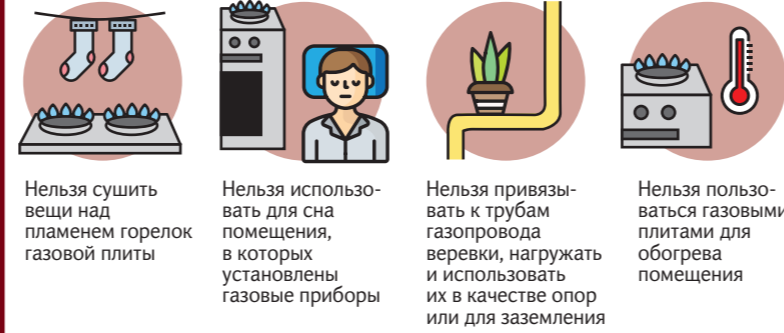 Нельзя сушить
вещи над
пламенем горелок
газовой плиты
Нельзя использо-
вать для сна
помещения,
в которых
установлены
газовые приборы
Нельзя привязы-
вать к трубам
газопровода
веревки, нагружать
и использовать
их в качестве опор
или для заземления
Нельзя пользо-
ваться газовыми
плитами для
обогрева
помещения